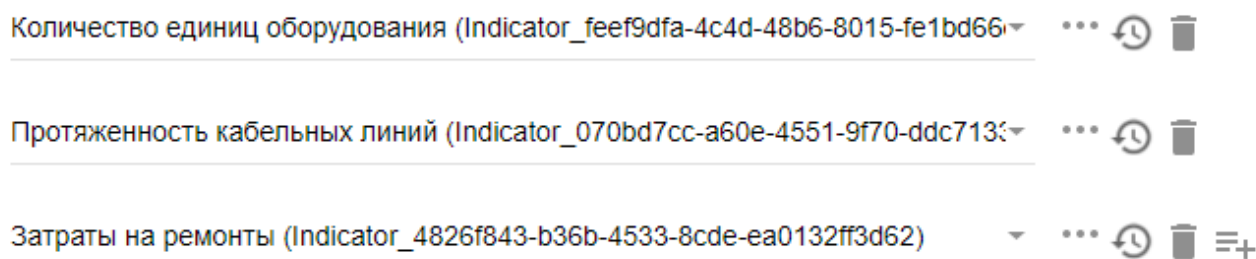 Количество единиц оборудования (Indicator_feef9dfa-4c4d-48b6-8015-fe1bd66
Протяженность кабельных линий (Indicator_070bd7cc-a60e-4551-9f70-ddc713
Затраты на ремонты (Indicator_4826f843-b36b-4533-8cde-ea0132ff3d62)